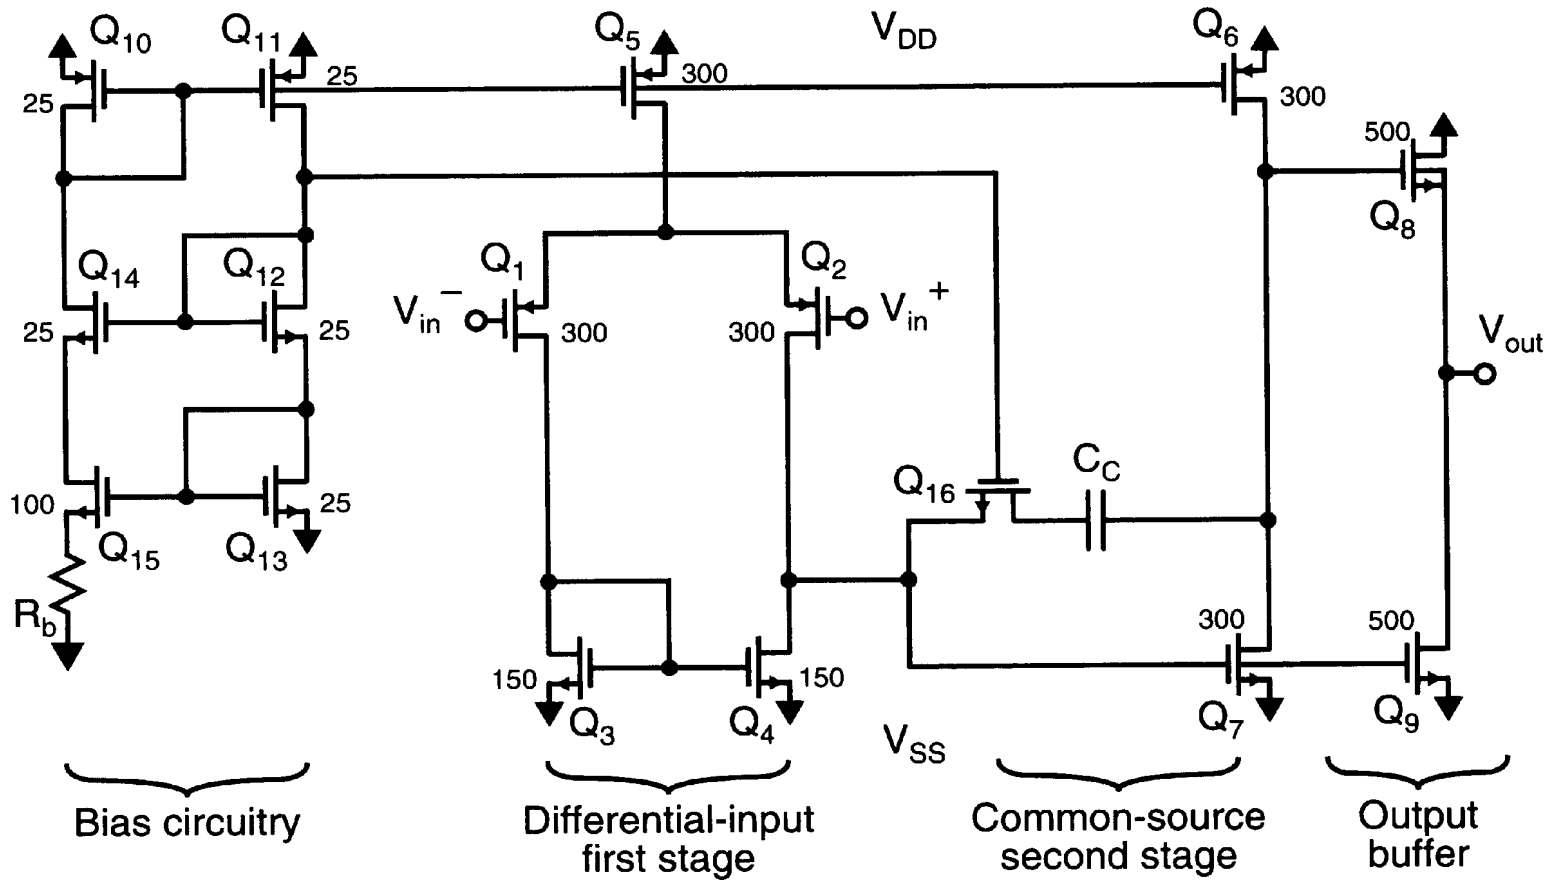 Q10 Q11 Q5 VDD Q6
25 25 300 300
500
Q8
Q14 Q12 Q1 Q2
Vin− Vin+
25 25 300 300
Vout
CC
Q16
100 25
Q15 Q13
Rb
300 500
150 150
Q3 Q4 Q7 Q9
VSS
Bias circuitry
Differential-input
first stage
Common-source
second stage
Output
buffer